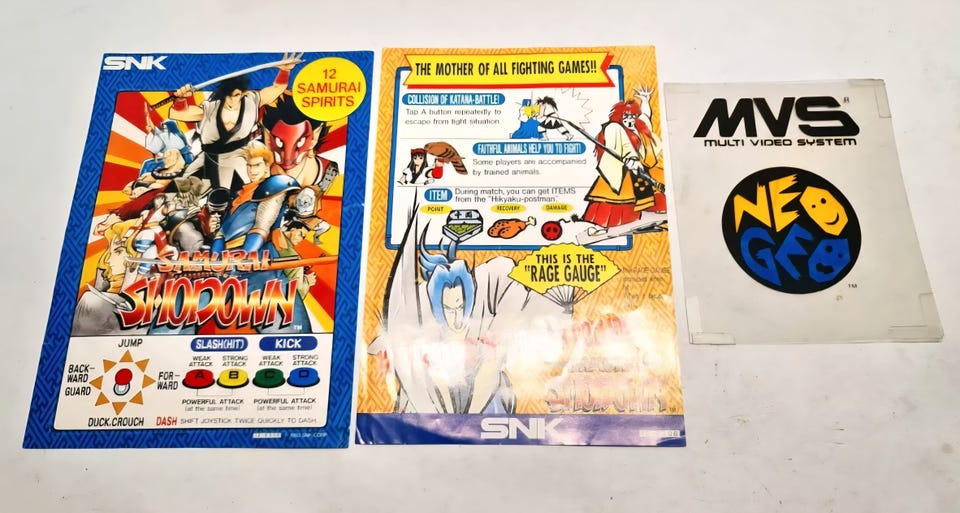 SNK
12
SAMURAI
SPIRITS
SAMURAI
SHODOWN™
JUMP
BACK-
WARD
GUARD
FOR-
WARD
DUCK,CROUCH
SLASH(HIT)
KICK
WEAK
ATTACK
STRONG
ATTACK
WEAK
ATTACK
STRONG
ATTACK
A
B
C
D
POWERFUL ATTACK
(at the same time)
POWERFUL ATTACK
(at the same time)
DASH SHIFT JOYSTICK TWICE QUICKLY TO DASH.
THE MOTHER OF ALL FIGHTING GAMES!!
COLLISION OF KATANA-BATTLE!
Tap A button repeatedly to
escape from tight situation.
FAITHFUL ANIMALS HELP YOU TO FIGHT!
Some players are accompanied
by trained animals.
ITEM
During match, you can get ITEMS
from the "Hikyaku-postman".
POINT
RECOVERY
DAMAGE
THIS IS THE
"RAGE GAUGE"
SHODOWN
SNK
MVS®
MULTI VIDEO SYSTEM
NEO
GEO
™